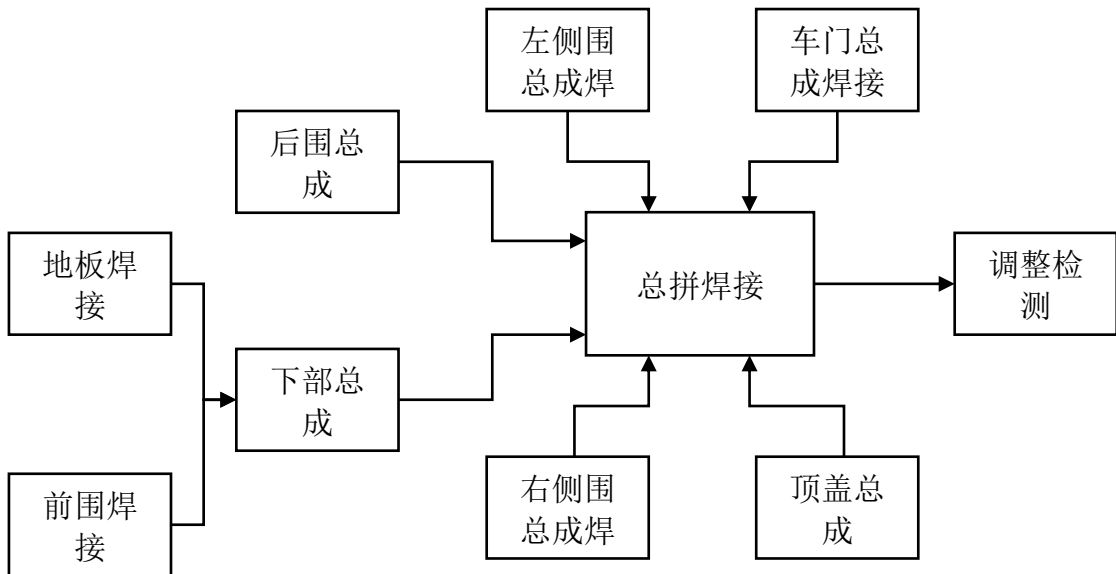 左侧围
总成焊
车门总
成焊接
后围总
成
地板焊
接
总拼焊接
调整检
测
下部总
成
前围焊
接
右侧围
总成焊
顶盖总
成